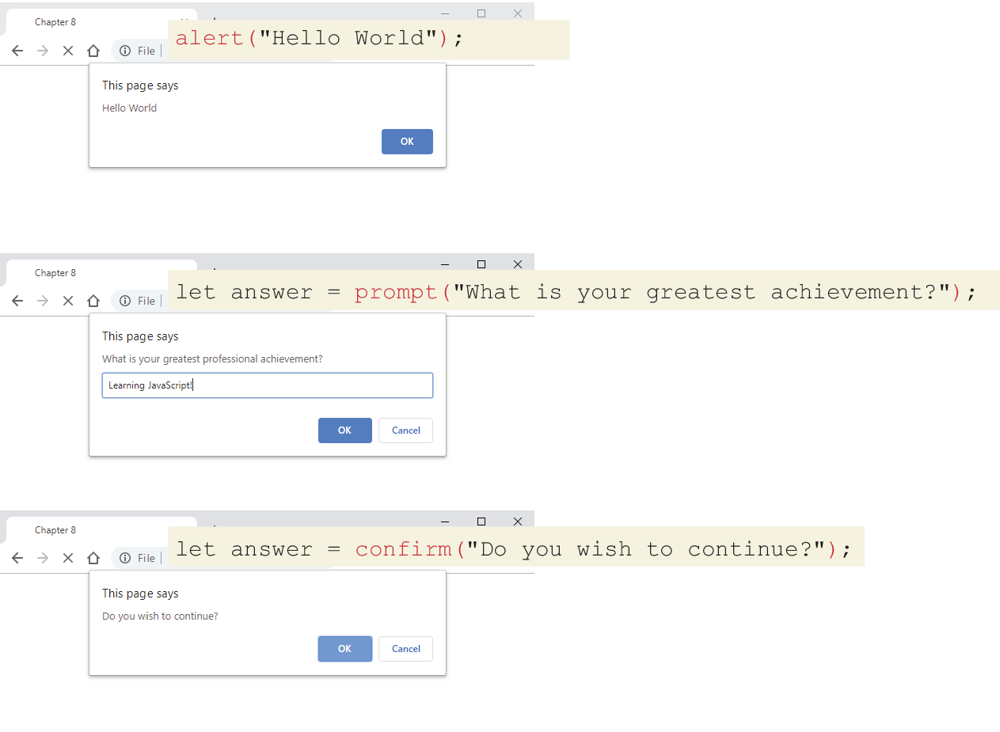 Chapter 8
alert("Hello World");
File
This page says
Hello World
OK
Chapter 8
let answer = prompt("What is your greatest achievement?");
File
This page says
What is your greatest professional achievement?
Learning JavaScript!
OK Cancel
Chapter 8
let answer = confirm("Do you wish to continue?");
File
This page says
Do you wish to continue?
OK Cancel